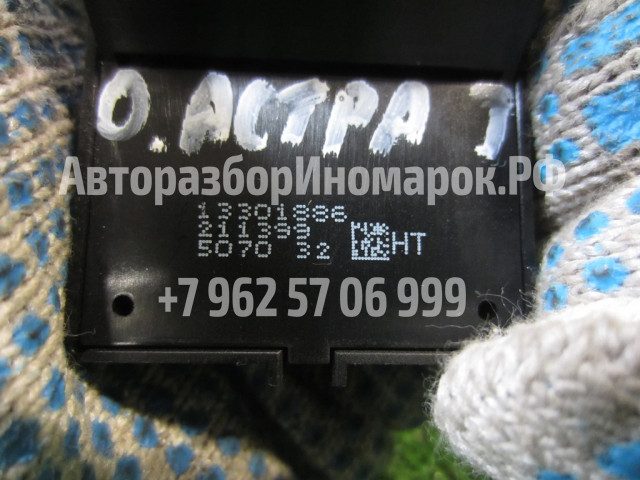 О. АСТРА J
АвторазборИномарок.РФ
13301886
211399
5070 32 HT
+7 962 57 06 999